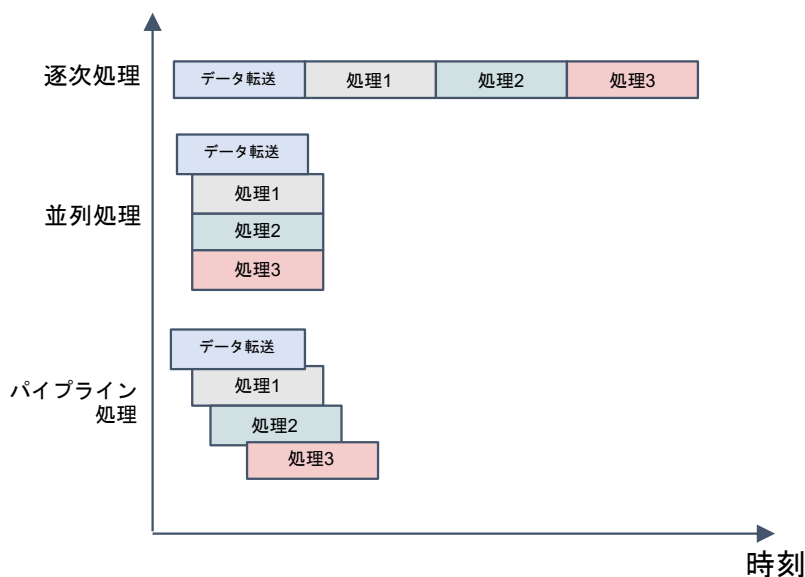 逐次処理
データ転送
処理1
処理2
処理3
並列処理
データ転送
処理1
処理2
処理3
パイプライン
処理
データ転送
処理1
処理2
処理3
時刻